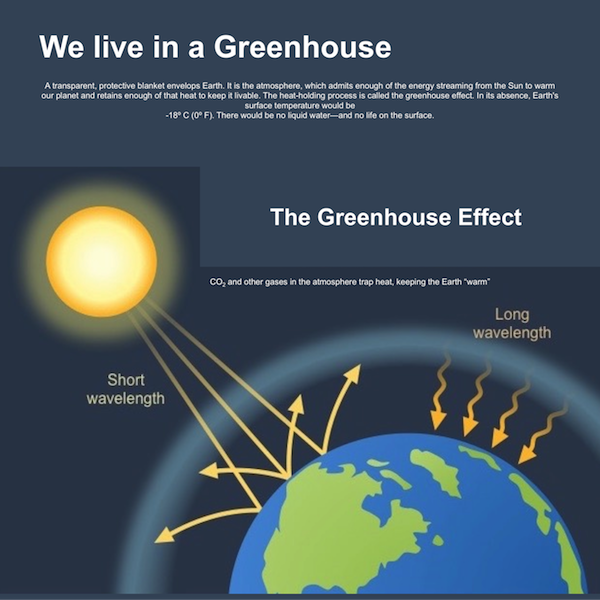 We live in a Greenhouse
A transparent, protective blanket envelops Earth. It is the atmosphere, which admits enough of the energy streaming from the Sun to warm
our planet and retains enough of that heat to keep it livable. The heat-holding process is called the greenhouse effect. In its absence, Earth's
surface temperature would be
-18º C (0º F). There would be no liquid water—and no life on the surface.
The Greenhouse Effect
CO₂ and other gases in the atmosphere trap heat, keeping the Earth “warm”
Long
wavelength
Short
wavelength